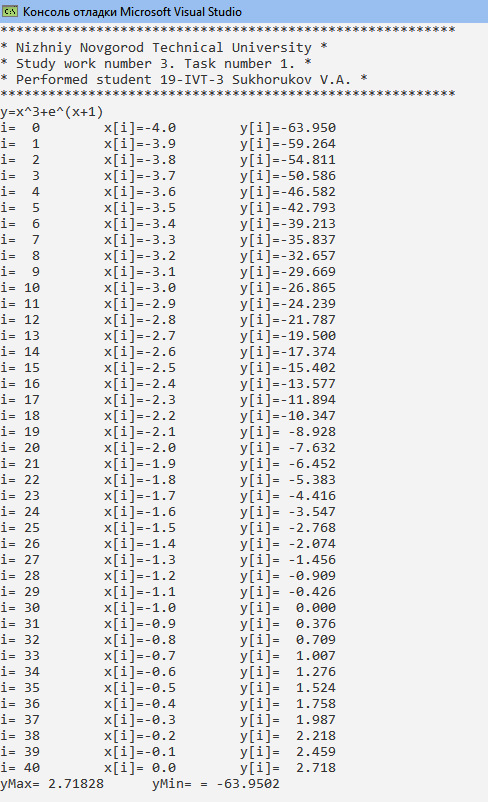 Консоль отладки Microsoft Visual Studio
*********************************************************
* Nizhniy Novgorod Technical University *
* Study work number 3. Task number 1. *
* Performed student 19-IVT-3 Sukhorukov V.A. *
*********************************************************
y=x^3+e^(x+1)
i=  0        x[i]=-4.0        y[i]=-63.950
i=  1        x[i]=-3.9        y[i]=-59.264
i=  2        x[i]=-3.8        y[i]=-54.811
i=  3        x[i]=-3.7        y[i]=-50.586
i=  4        x[i]=-3.6        y[i]=-46.582
i=  5        x[i]=-3.5        y[i]=-42.793
i=  6        x[i]=-3.4        y[i]=-39.213
i=  7        x[i]=-3.3        y[i]=-35.837
i=  8        x[i]=-3.2        y[i]=-32.657
i=  9        x[i]=-3.1        y[i]=-29.669
i= 10        x[i]=-3.0        y[i]=-26.865
i= 11        x[i]=-2.9        y[i]=-24.239
i= 12        x[i]=-2.8        y[i]=-21.787
i= 13        x[i]=-2.7        y[i]=-19.500
i= 14        x[i]=-2.6        y[i]=-17.374
i= 15        x[i]=-2.5        y[i]=-15.402
i= 16        x[i]=-2.4        y[i]=-13.577
i= 17        x[i]=-2.3        y[i]=-11.894
i= 18        x[i]=-2.2        y[i]=-10.347
i= 19        x[i]=-2.1        y[i]= -8.928
i= 20        x[i]=-2.0        y[i]= -7.632
i= 21        x[i]=-1.9        y[i]= -6.452
i= 22        x[i]=-1.8        y[i]= -5.383
i= 23        x[i]=-1.7        y[i]= -4.416
i= 24        x[i]=-1.6        y[i]= -3.547
i= 25        x[i]=-1.5        y[i]= -2.768
i= 26        x[i]=-1.4        y[i]= -2.074
i= 27        x[i]=-1.3        y[i]= -1.456
i= 28        x[i]=-1.2        y[i]= -0.909
i= 29        x[i]=-1.1        y[i]= -0.426
i= 30        x[i]=-1.0        y[i]=  0.000
i= 31        x[i]=-0.9        y[i]=  0.376
i= 32        x[i]=-0.8        y[i]=  0.709
i= 33        x[i]=-0.7        y[i]=  1.007
i= 34        x[i]=-0.6        y[i]=  1.276
i= 35        x[i]=-0.5        y[i]=  1.524
i= 36        x[i]=-0.4        y[i]=  1.758
i= 37        x[i]=-0.3        y[i]=  1.987
i= 38        x[i]=-0.2        y[i]=  2.218
i= 39        x[i]=-0.1        y[i]=  2.459
i= 40        x[i]= 0.0        y[i]=  2.718
yMax= 2.71828      yMin= = -63.9502